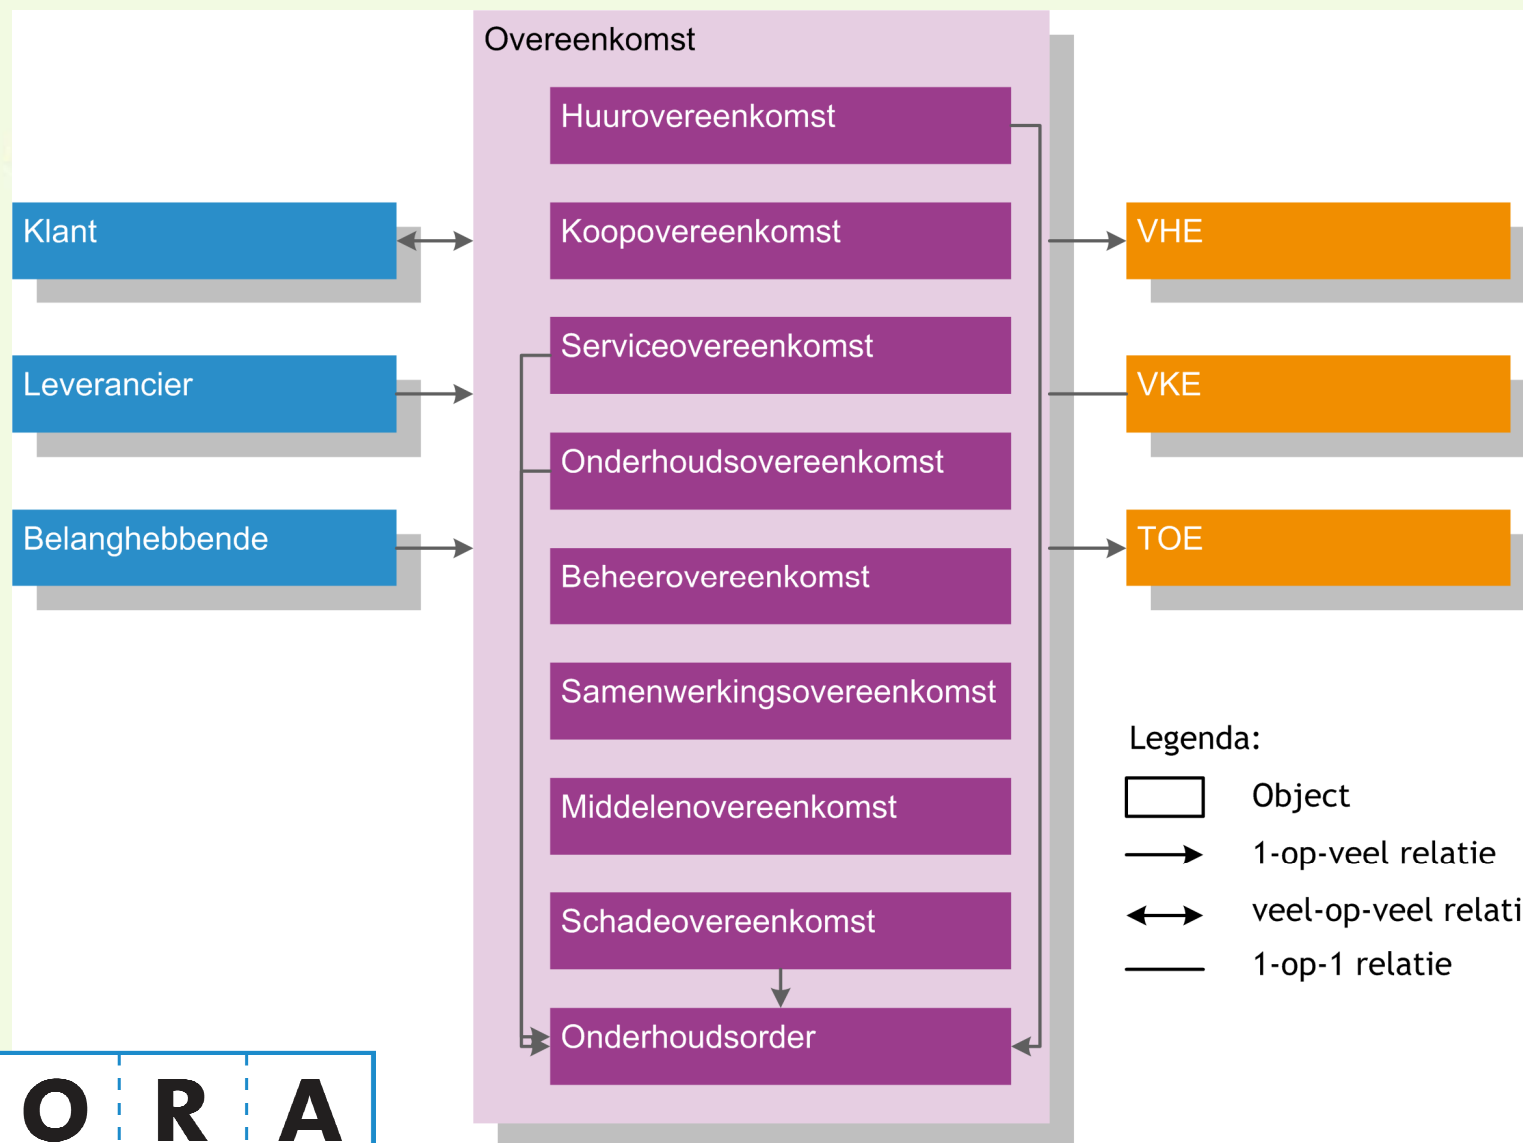 Overeenkomst
Huurovereenkomst
Klant
Koopovereenkomst
VHE
Serviceovereenkomst
Leverancier
VKE
Onderhoudsovereenkomst
Belanghebbende
TOE
Beheerovereenkomst
Samenwerkingsovereenkomst
Legenda:
Middelenovereenkomst
Object
1-op-veel relatie
Schadeovereenkomst
veel-op-veel relati
1-op-1 relatie
Onderhoudsorder
O R A